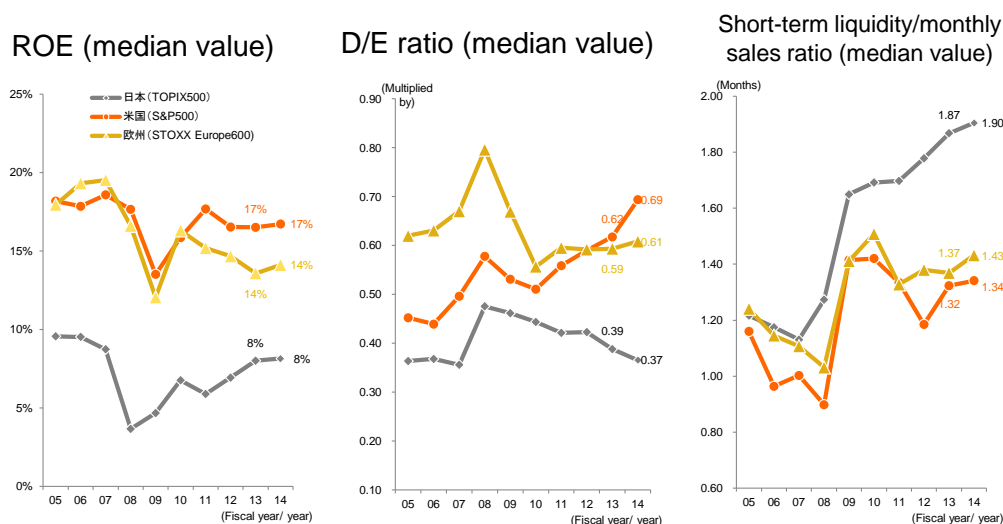 ROE (median value)
25%
20%
15%
10%
5%
0%
日本（TOPIX500）
米国（S&P500）
欧州（STOXX Europe600）
17%
17%
14%
14%
8%
8%
05 06 07 08 09 10 11 12 13 14
(Fiscal year/ year)
D/E ratio (median value)
(Multiplied
by)
0.90
0.80
0.70
0.60
0.50
0.40
0.30
0.20
0.10
0.62
0.69
0.61
0.59
0.39
0.37
05 06 07 08 09 10 11 12 13 14
(Fiscal year/ year)
Short-term liquidity/monthly
sales ratio (median value)
(Months)
2.00
1.80
1.60
1.40
1.20
1.00
0.80
0.60
1.87
1.90
1.37
1.43
1.34
1.32
05 06 07 08 09 10 11 12 13 14
(Fiscal year/ year)